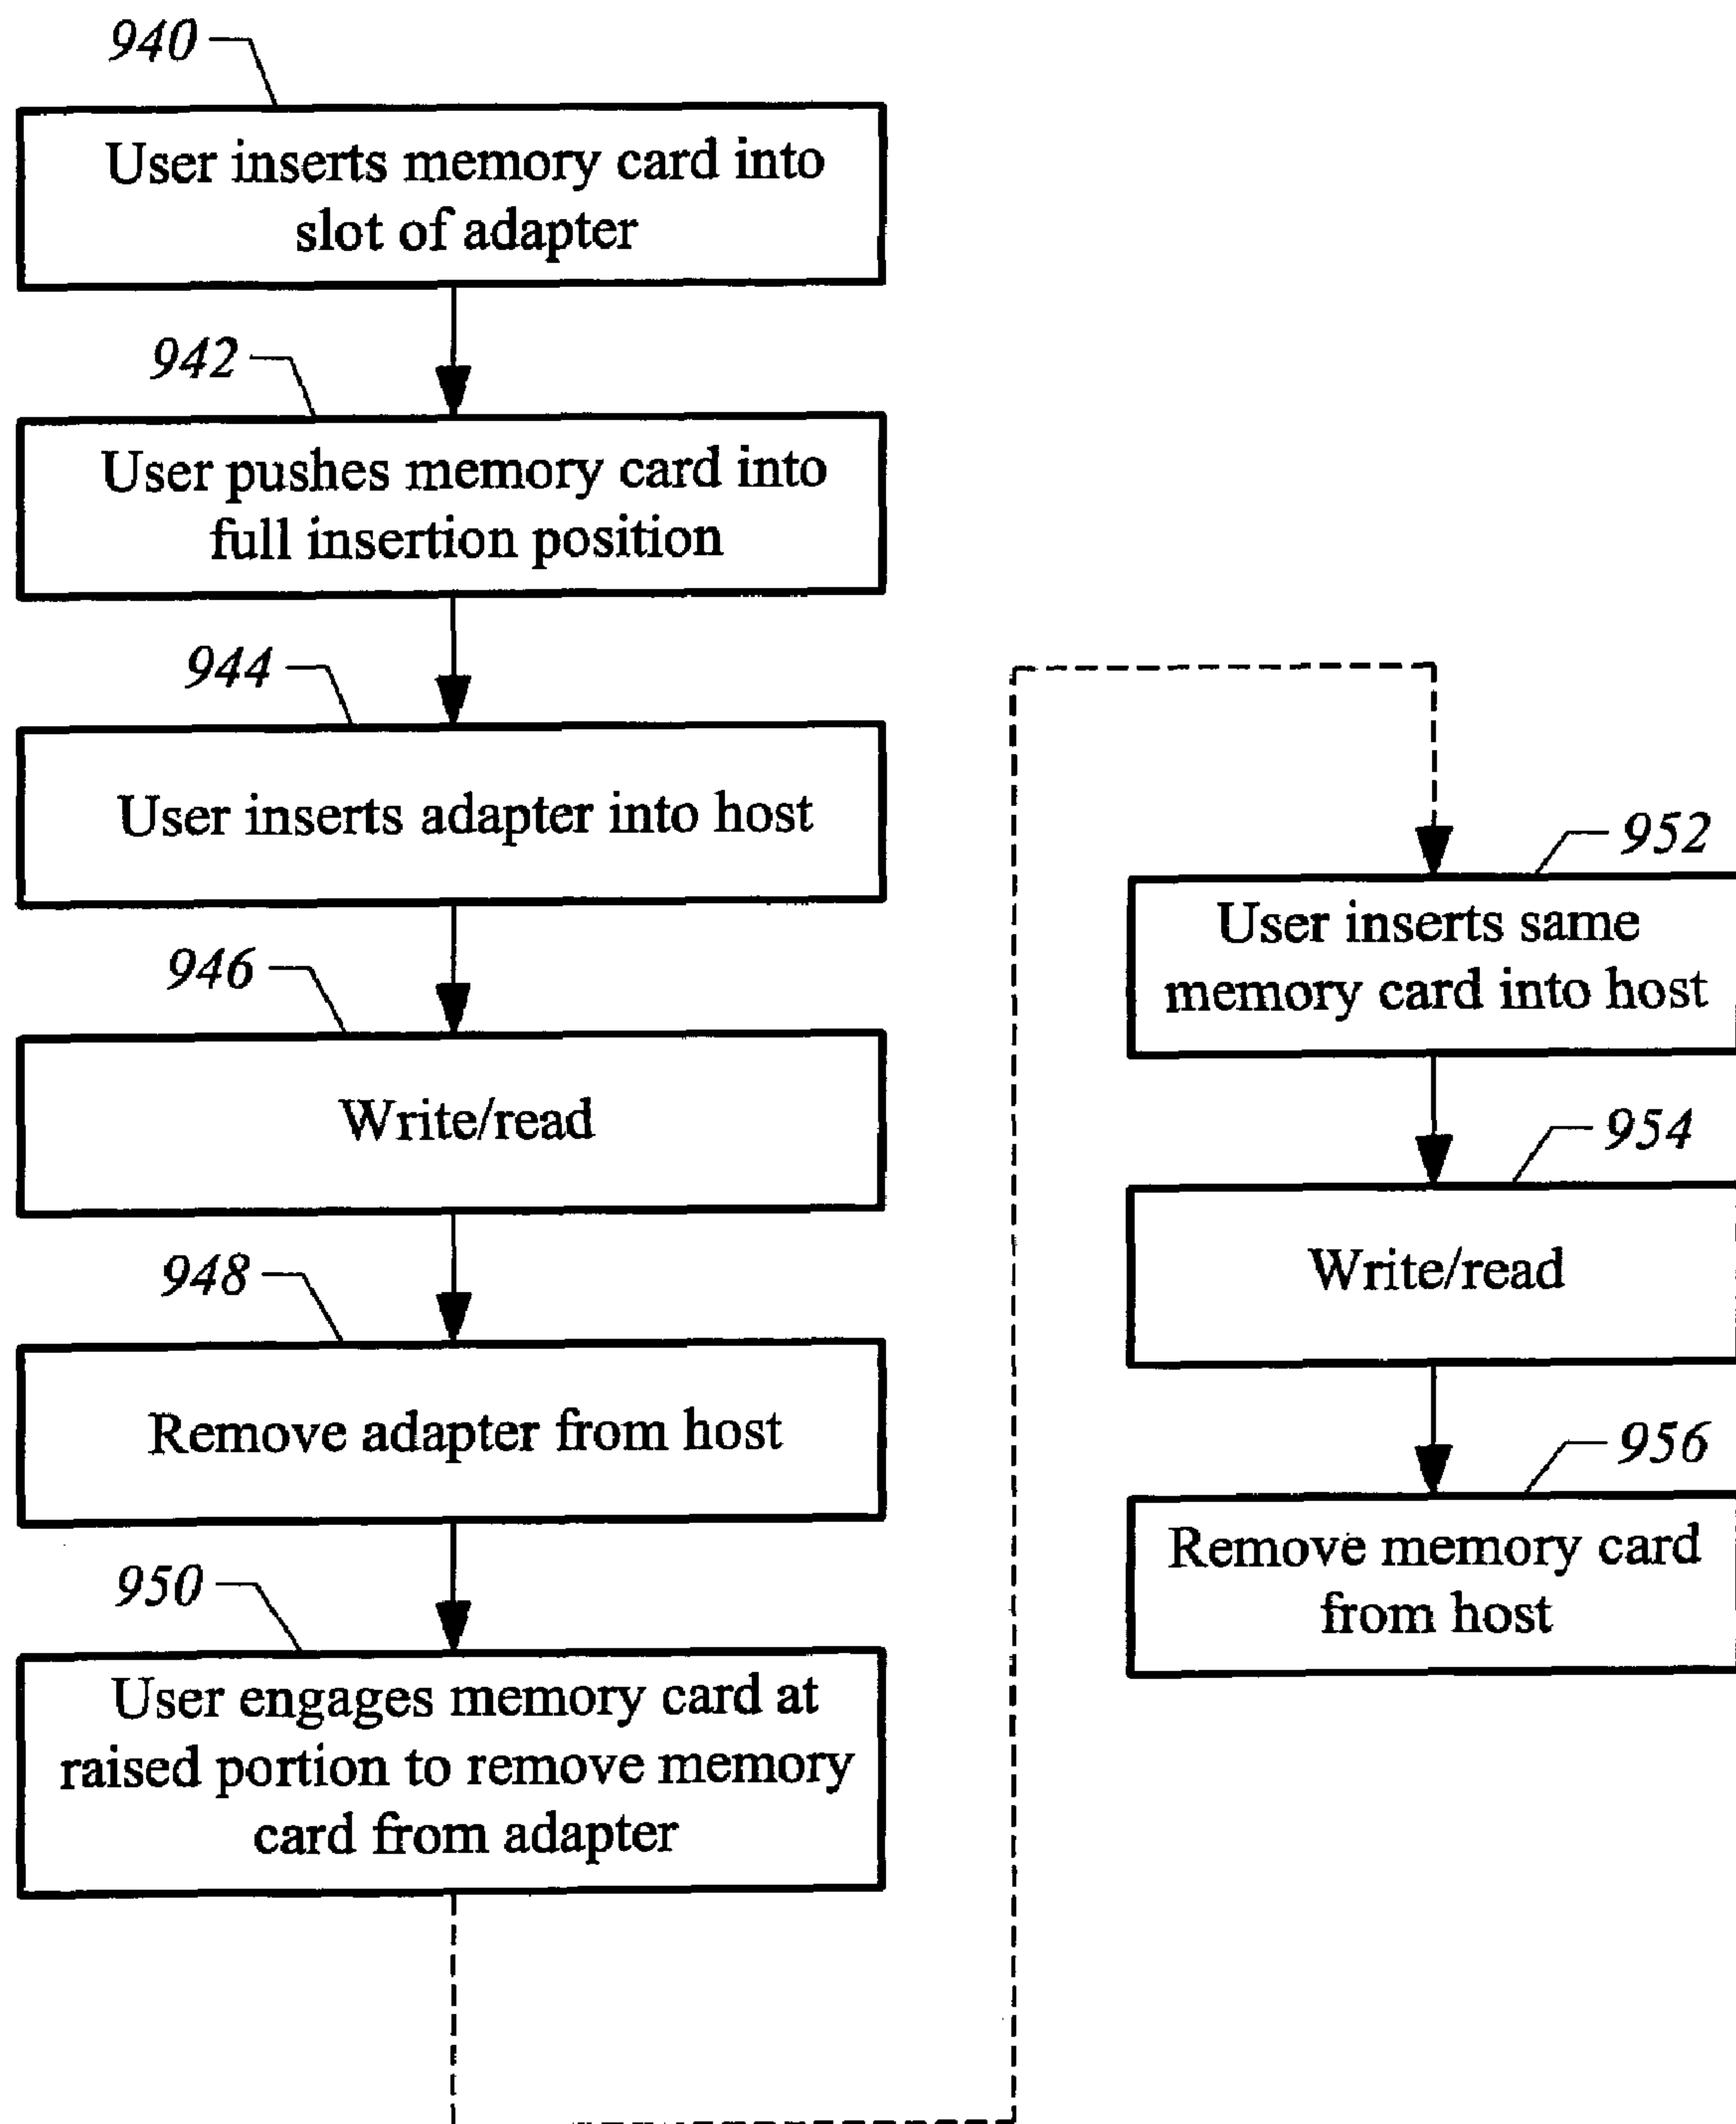 940
User inserts memory card into
slot of adapter
942
User pushes memory card into
full insertion position
944
User inserts adapter into host
946
Write/read
948
Remove adapter from host
950
User engages memory card at
raised portion to remove memory
card from adapter
952
User inserts same
memory card into host
954
Write/read
956
Remove memory card
from host